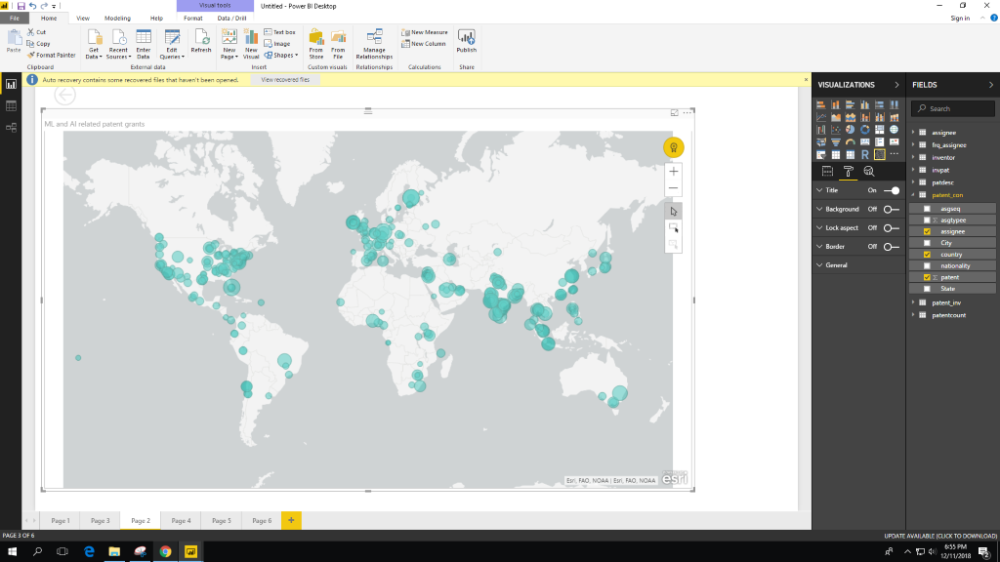 Visual tools
Untitled - Power BI Desktop
File
Home
View
Modeling
Help
Format
Data / Drill
Sign in
Paste
Cut
Copy
Format Painter
Clipboard
Get Data
Recent Sources
Enter Data
Edit Queries
Refresh
External data
New Page
New Visual
Text box
Image
Shapes
Insert
From Store
From File
Custom visuals
Manage Relationships
Relationships
New Measure
New Column
Calculations
Publish
Share
Auto recovery contains some recovered files that haven't been opened.
View recovered files
ML and AI related patent grants
Esri, FAO, NOAA | Esri, FAO, NOAA
esri
VISUALIZATIONS
R
Title On
Background Off
Lock aspect Off
Border Off
General
FIELDS
Search
assignee
frq_assignee
inventor
invpat
patdesc
patent_con
asgseq
Σ asgtypee
assignee
City
country
nationality
Σ patent
State
patent_inv
patentcount
Page 1
Page 3
Page 2
Page 4
Page 5
Page 6
+
PAGE 3 OF 6
UPDATE AVAILABLE (CLICK TO DOWNLOAD)
6:55 PM
12/11/2018
2